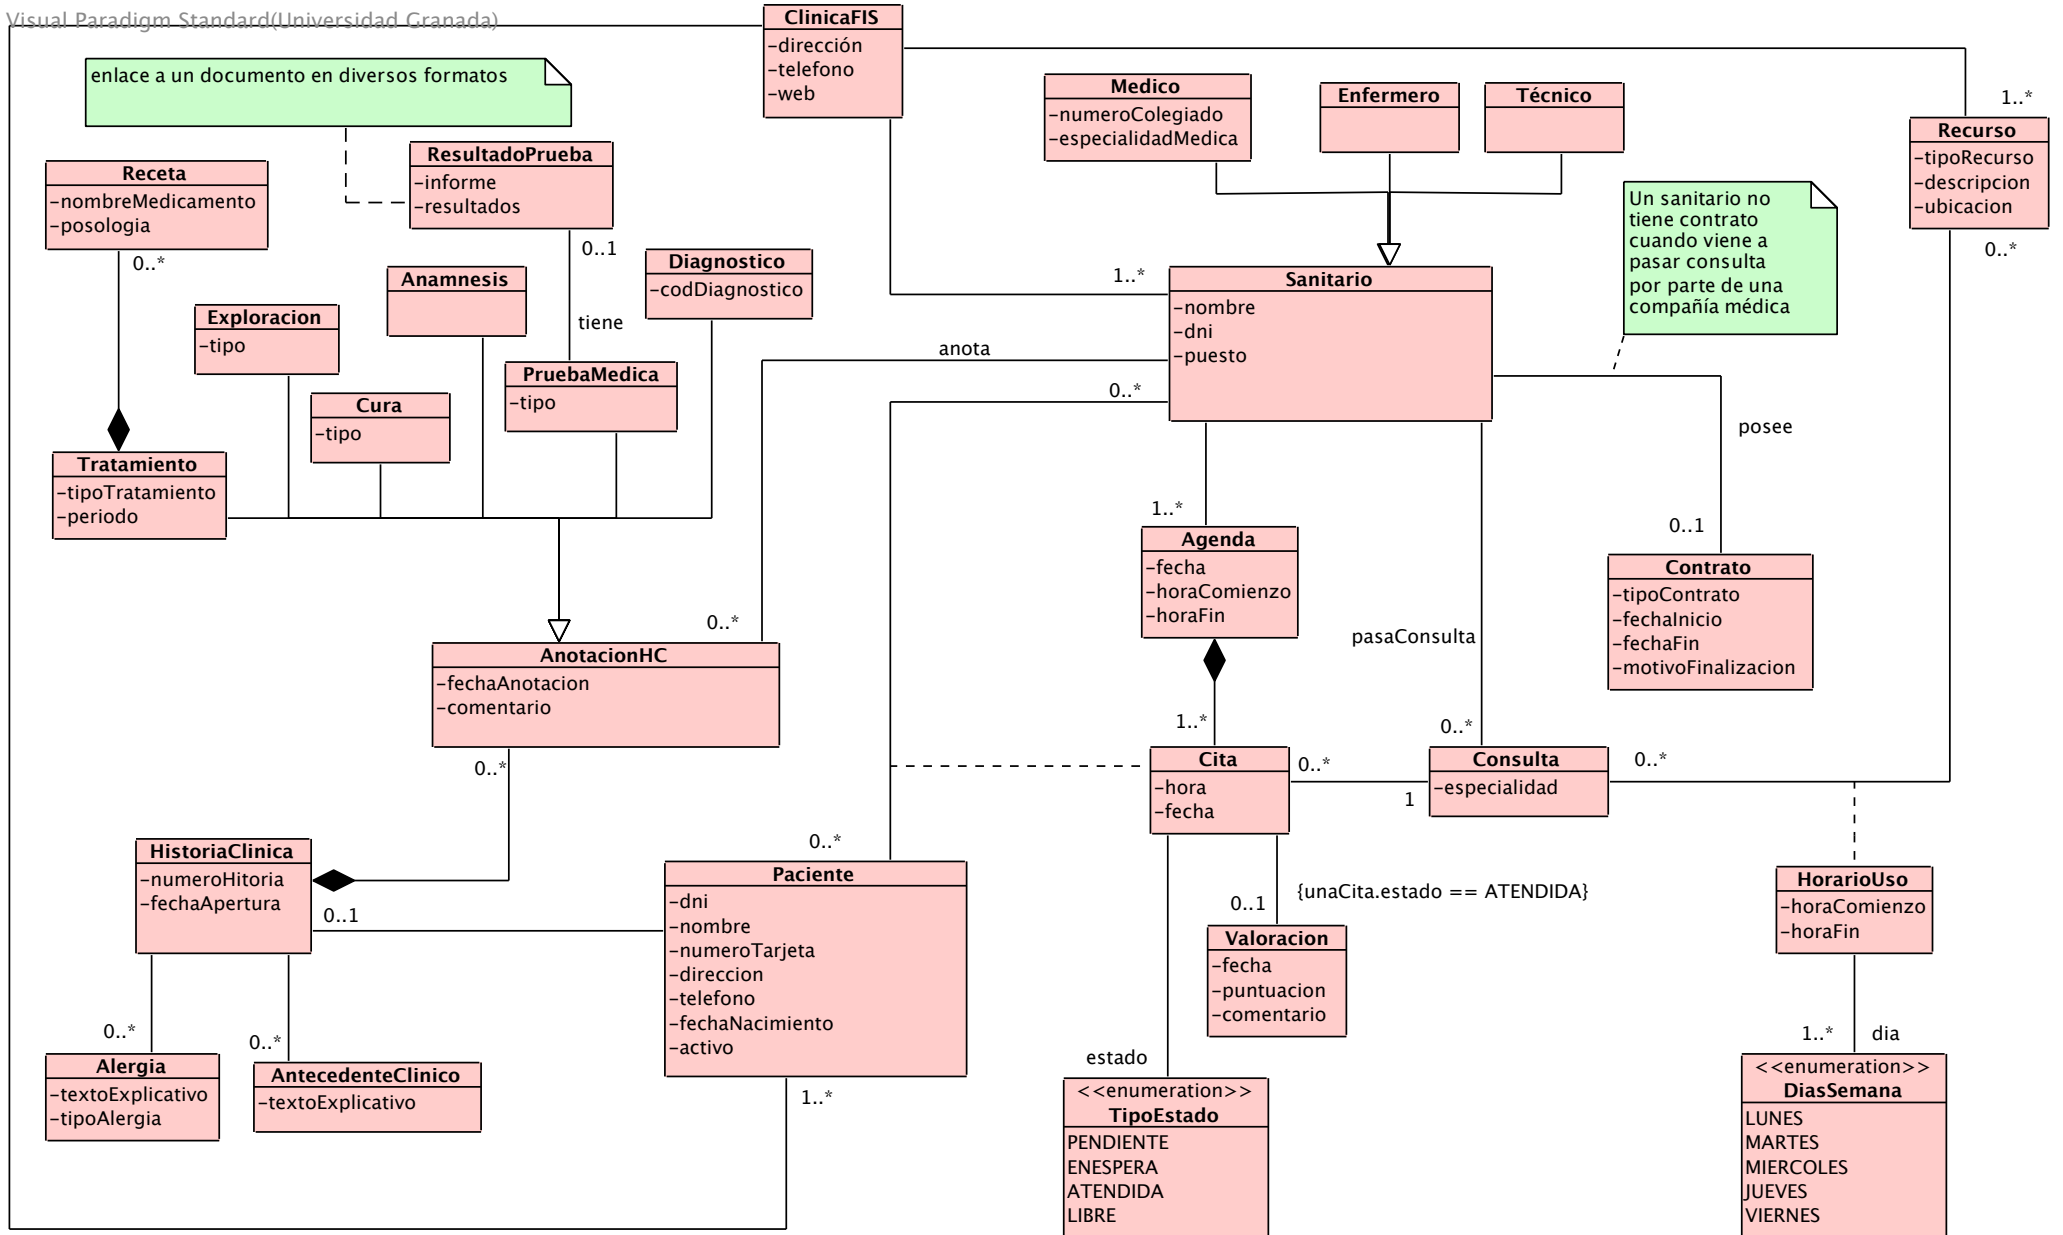 Visual Paradigm Standard(Universidad Granada)
ClinicaFIS
-dirección
-telefono
-web
enlace a un documento en diversos formatos
Medico
-numeroColegiado
-especialidadMedica
Enfermero
Técnico
1..*
Recurso
-tipoRecurso
-descripcion
-ubicacion
0..*
Receta
-nombreMedicamento
-posologia
0..*
ResultadoPrueba
-informe
-resultados
0..1
tiene
Un sanitario no
tiene contrato
cuando viene a
pasar consulta
por parte de una
compañía médica
Diagnostico
-codDiagnostico
Anamnesis
Exploracion
-tipo
Cura
-tipo
PruebaMedica
-tipo
1..*
Sanitario
-nombre
-dni
-puesto
anota
0..*
posee
0..1
Tratamiento
-tipoTratamiento
-periodo
1..*
Agenda
-fecha
-horaComienzo
-horaFin
Contrato
-tipoContrato
-fechaInicio
-fechaFin
-motivoFinalizacion
pasaConsulta
0..*
AnotacionHC
-fechaAnotacion
-comentario
0..*
1..*
0..*
Cita
-hora
-fecha
0..*
1
Consulta
-especialidad
0..*
HistoriaClinica
-numeroHitoria
-fechaApertura
0..1
0..*
Paciente
-dni
-nombre
-numeroTarjeta
-direccion
-telefono
-fechaNacimiento
-activo
1..*
{unaCita.estado == ATENDIDA}
0..1
Valoracion
-fecha
-puntuacion
-comentario
HorarioUso
-horaComienzo
-horaFin
1..*
dia
0..*
Alergia
-textoExplicativo
-tipoAlergia
0..*
AntecedenteClinico
-textoExplicativo
estado
<<enumeration>>
TipoEstado
PENDIENTE
ENESPERA
ATENDIDA
LIBRE
<<enumeration>>
DiasSemana
LUNES
MARTES
MIERCOLES
JUEVES
VIERNES